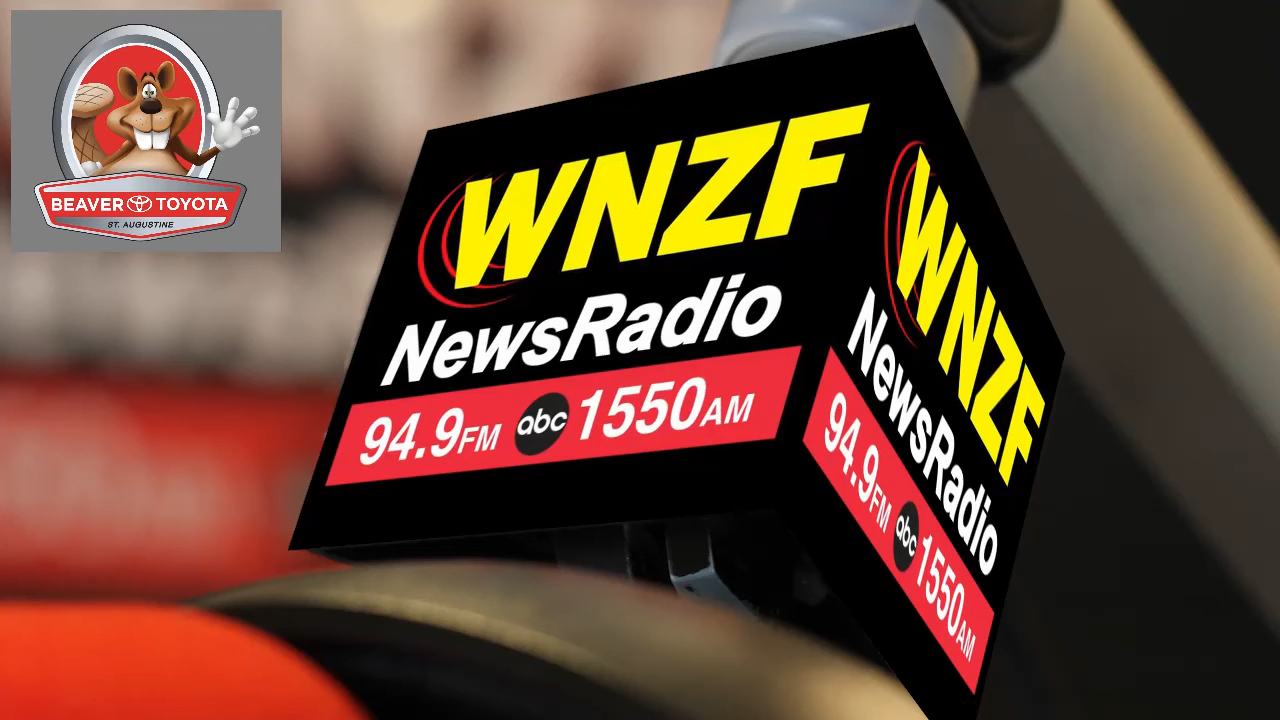 BEAVER TOYOTA
ST. AUGUSTINE
WNZF
NewsRadio
94.9FM abc 1550AM
WNZF
NewsRadio
94.9FM abc 1550AM